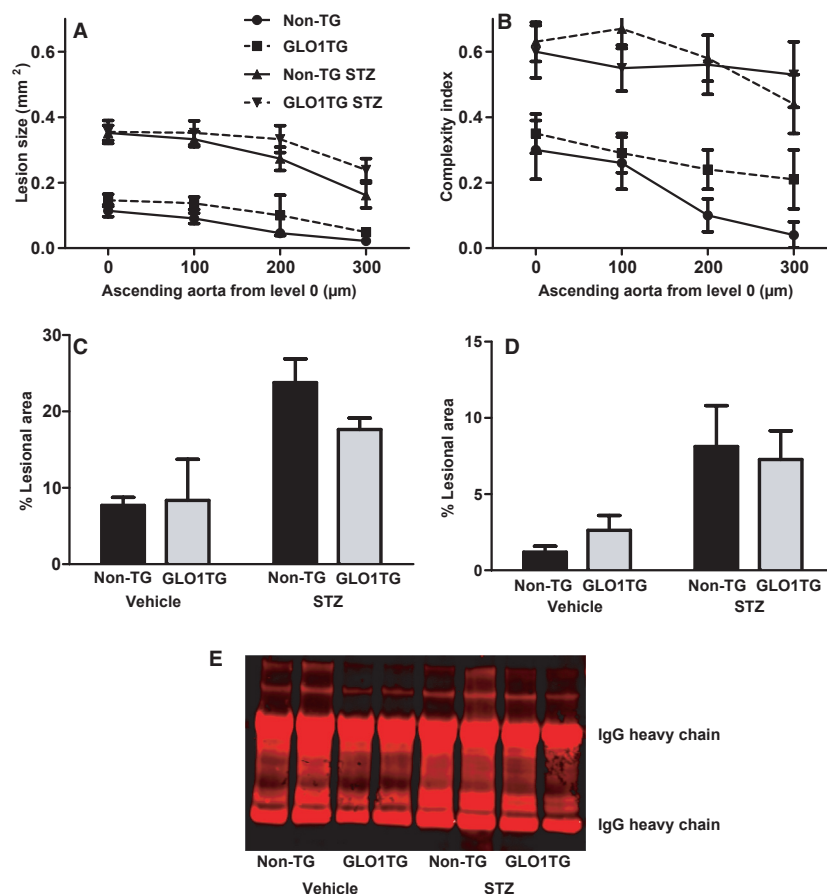 A
Non-TG
GLO1TG
Non-TG STZ
GLO1TG STZ
Lesion size (mm 2 )
0.6
0.4
0.2
0.0
0 100 200 300
Ascending aorta from level 0 (µm)
B
Complexity index
0.6
0.4
0.2
0.0
0 100 200 300
Ascending aorta from level 0 (µm)
C
% Lesional area
30
20
10
0
Non-TG GLO1TG Non-TG GLO1TG
Vehicle STZ
D
% Lesional area
15
10
5
0
Non-TG GLO1TG Non-TG GLO1TG
Vehicle STZ
E
IgG heavy chain
IgG heavy chain
Non-TG GLO1TG Non-TG GLO1TG
Vehicle STZ